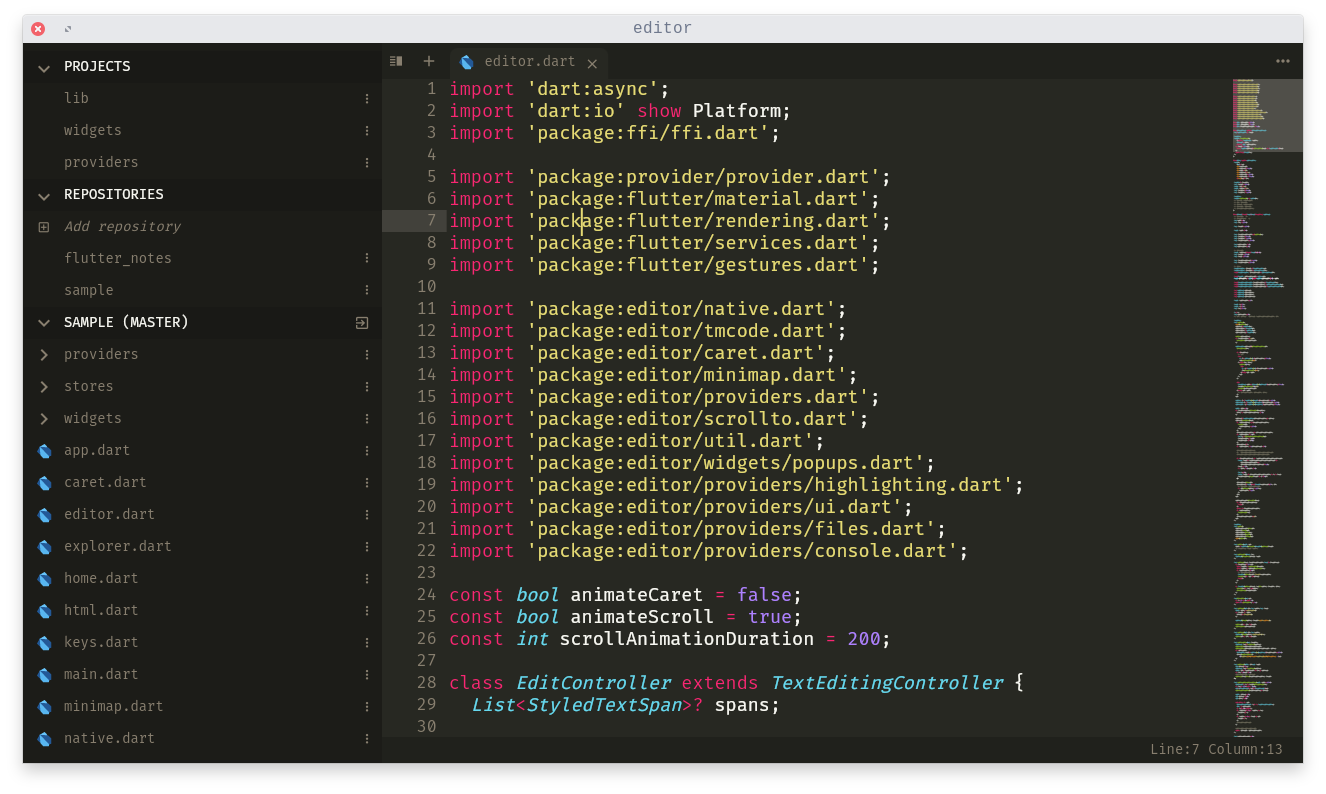 editor
PROJECTS
lib
widgets
providers
REPOSITORIES
Add repository
flutter_notes
sample
SAMPLE (MASTER)
providers
stores
widgets
app.dart
caret.dart
editor.dart
explorer.dart
home.dart
html.dart
keys.dart
main.dart
minimap.dart
native.dart
editor.dart
1 import 'dart:async';
2 import 'dart:io' show Platform;
3 import 'package:ffi/ffi.dart';
4
5 import 'package:provider/provider.dart';
6 import 'package:flutter/material.dart';
7 import 'package:flutter/rendering.dart';
8 import 'package:flutter/services.dart';
9 import 'package:flutter/gestures.dart';
10
11 import 'package:editor/native.dart';
12 import 'package:editor/tmcode.dart';
13 import 'package:editor/caret.dart';
14 import 'package:editor/minimap.dart';
15 import 'package:editor/providers.dart';
16 import 'package:editor/scrollto.dart';
17 import 'package:editor/util.dart';
18 import 'package:editor/widgets/popups.dart';
19 import 'package:editor/providers/highlighting.dart';
20 import 'package:editor/providers/ui.dart';
21 import 'package:editor/providers/files.dart';
22 import 'package:editor/providers/console.dart';
23
24 const bool animateCaret = false;
25 const bool animateScroll = true;
26 const int scrollAnimationDuration = 200;
27
28 class EditController extends TextEditingController {
29   List<StyledTextSpan>? spans;
30
Line:7 Column:13